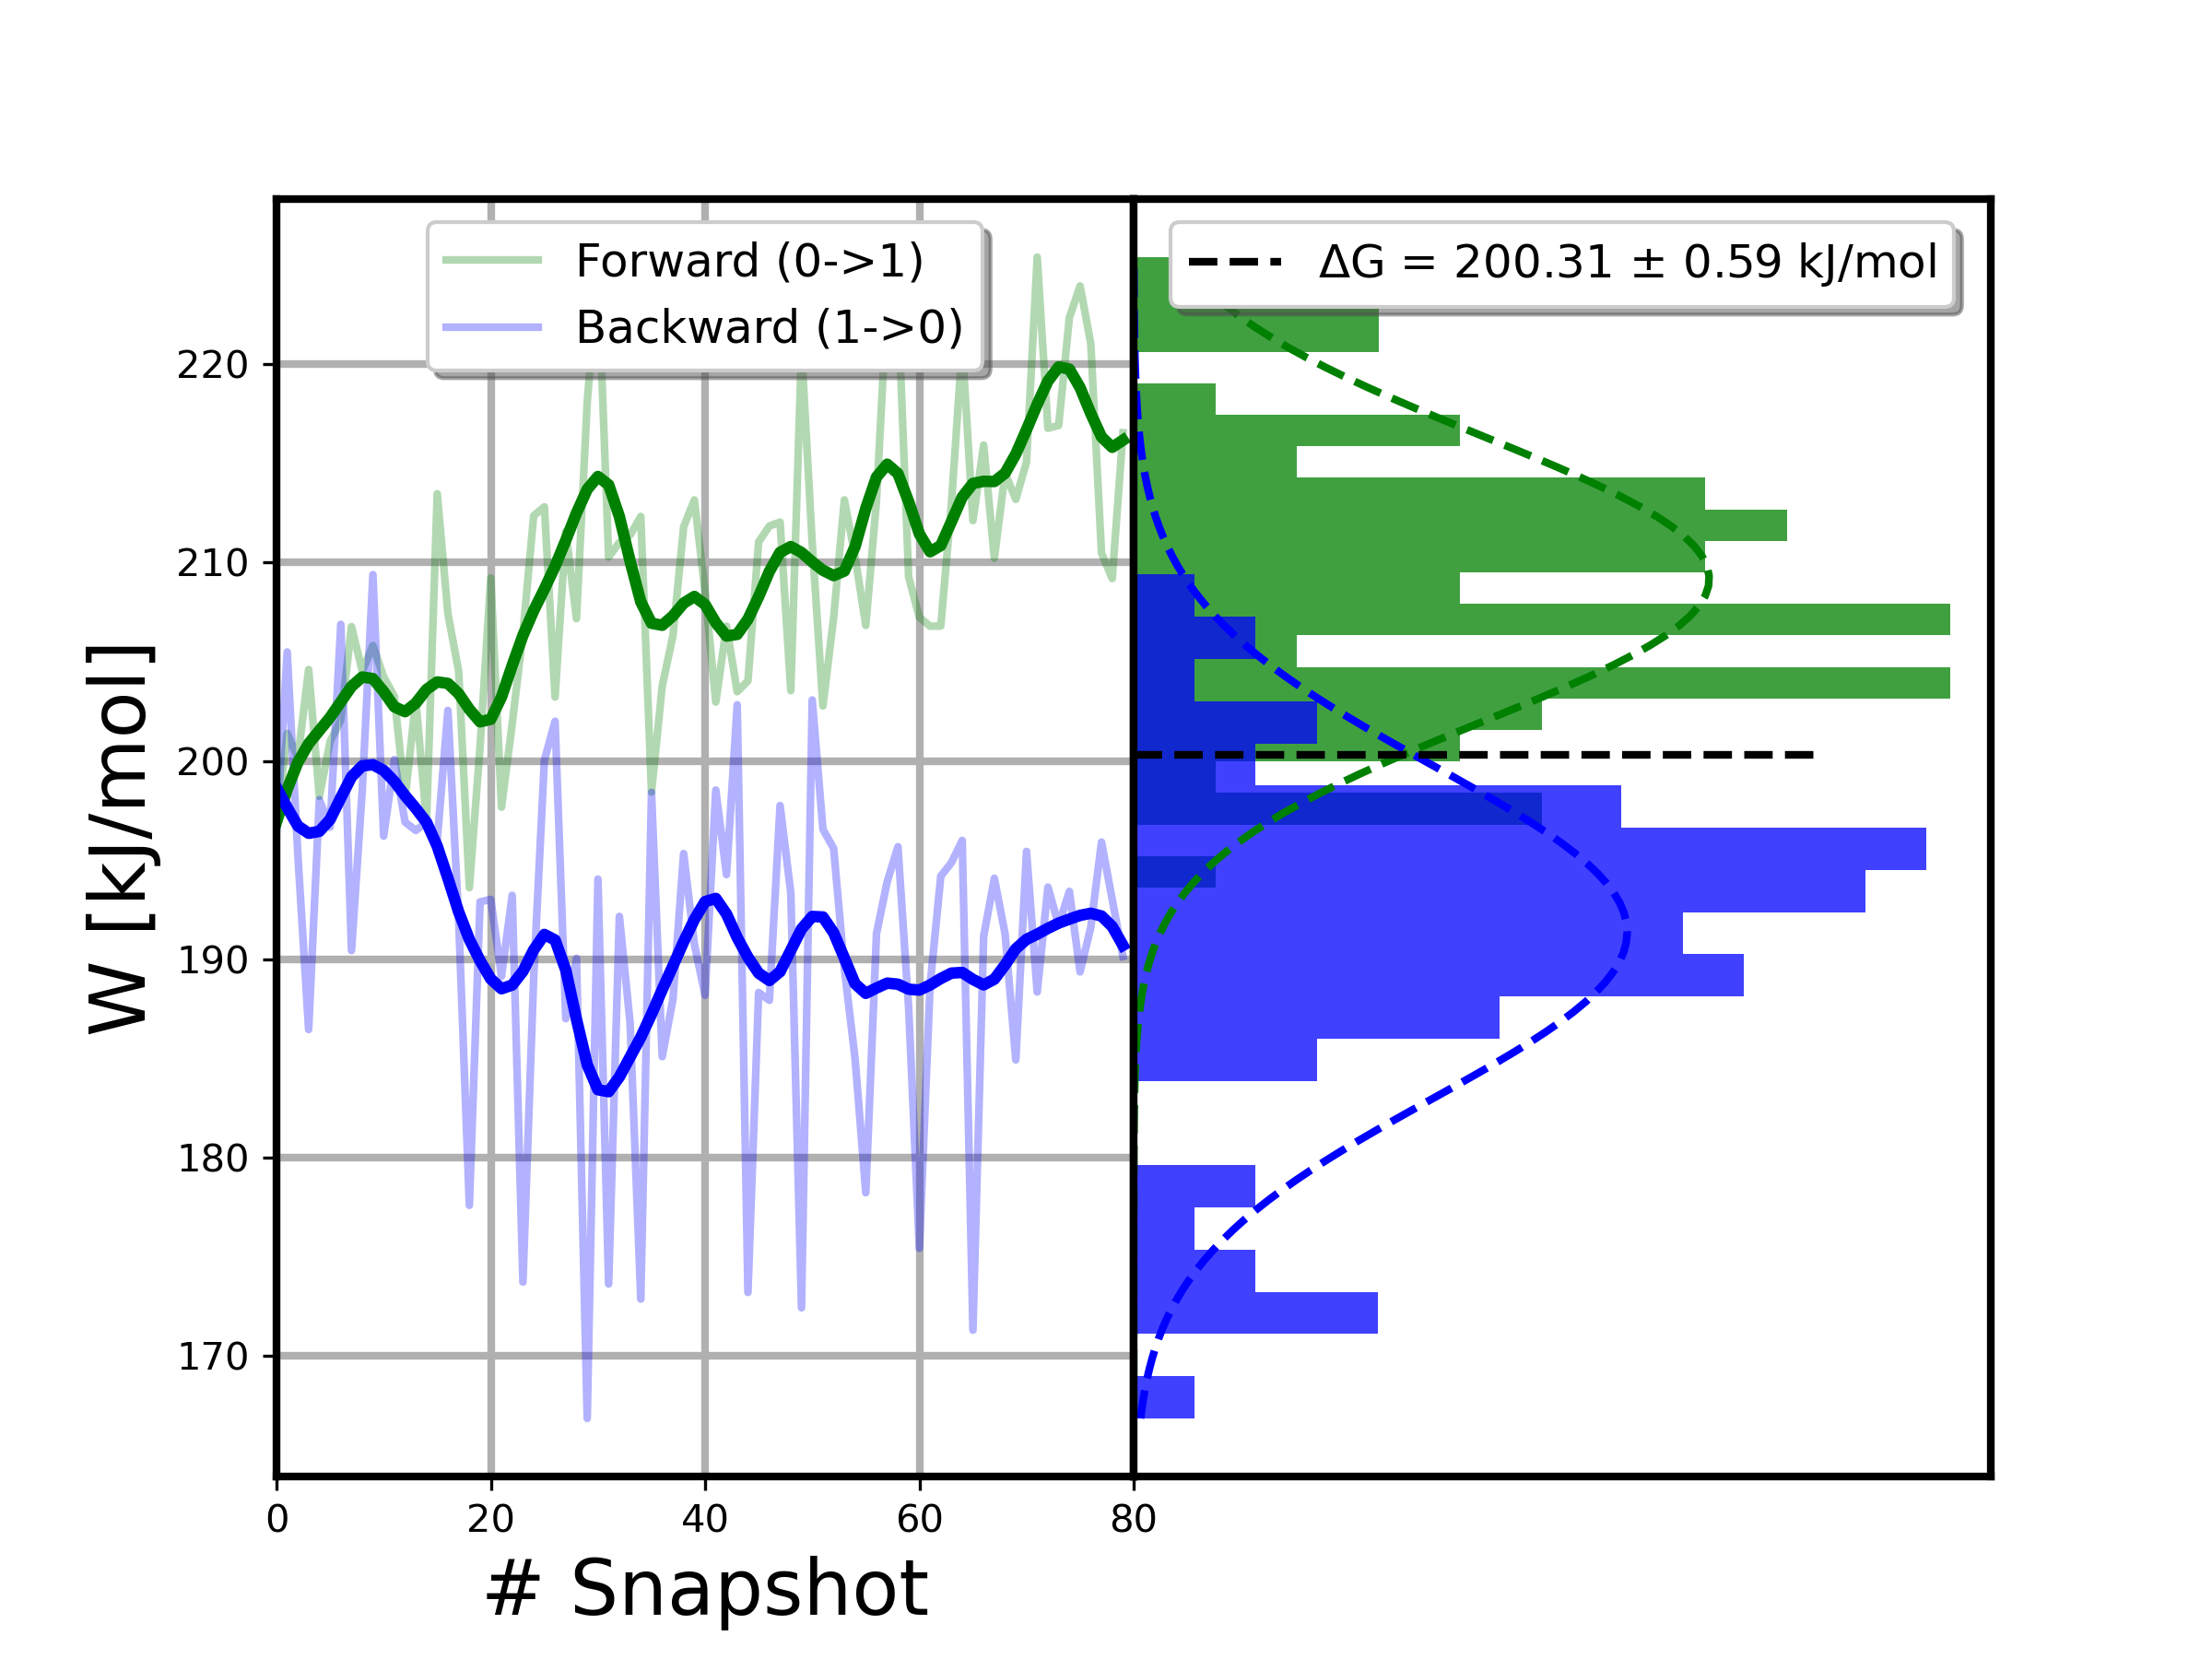 Forward (0->1)
Backward (1->0)
ΔG = 200.31 ± 0.59 kJ/mol
W [kJ/mol]
220
210
200
190
180
170
0
20
40
60
80
# Snapshot